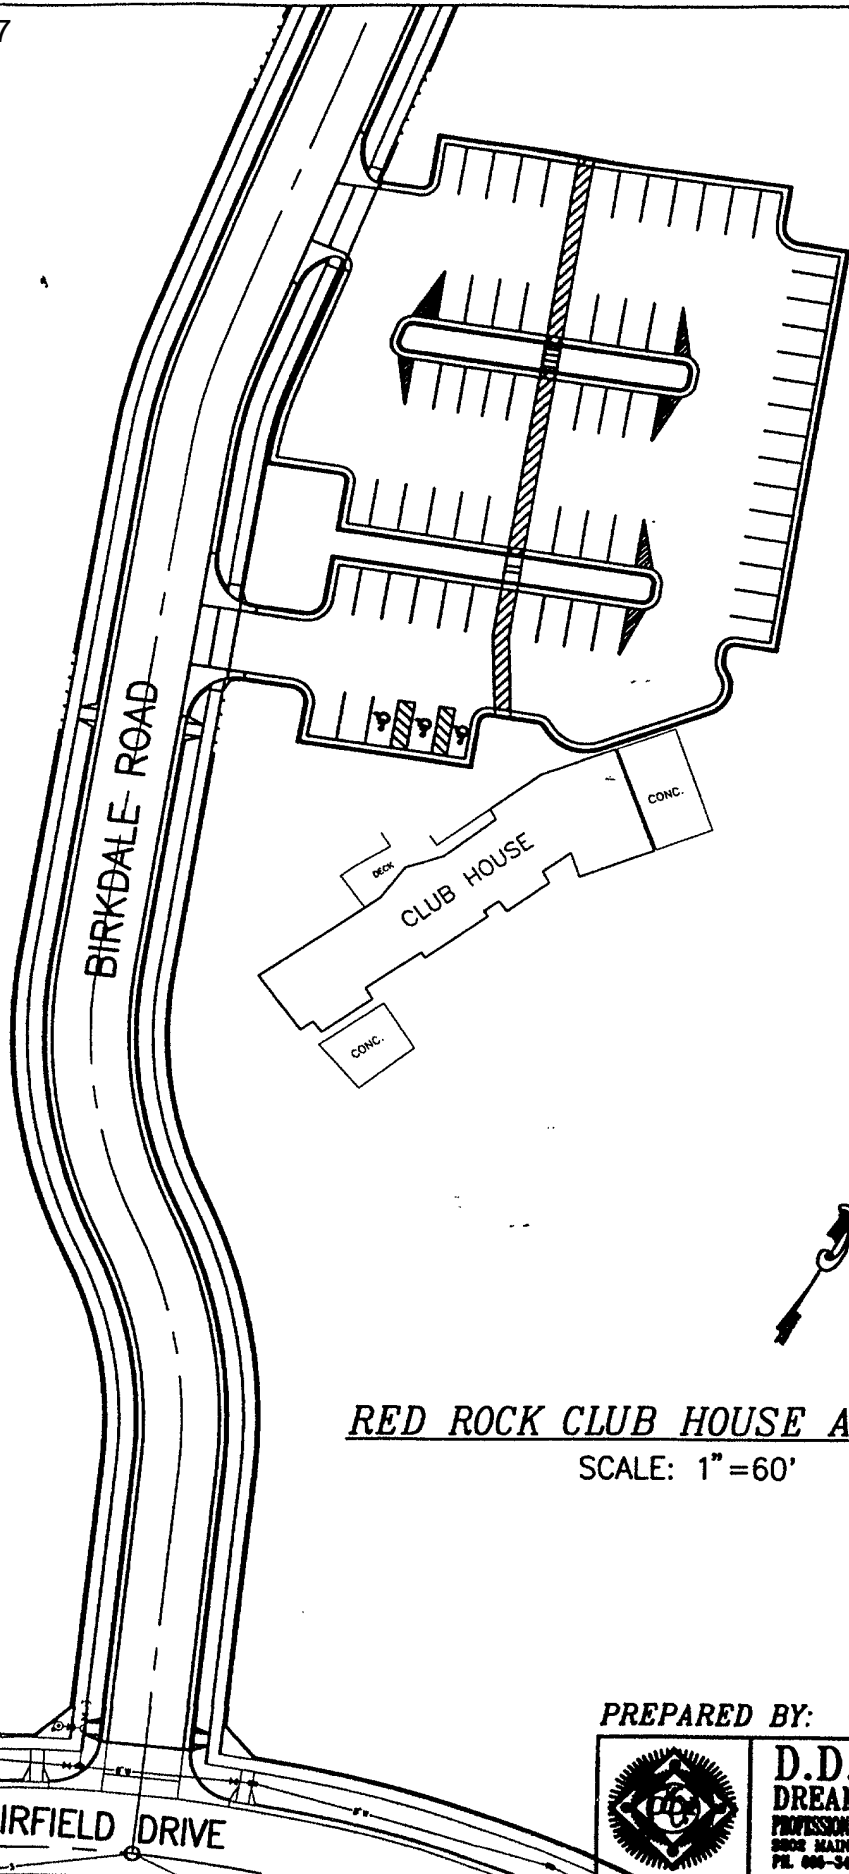 7
BIRKDALE ROAD
CONC.
DECK
CLUB HOUSE
CONC.
RED ROCK CLUB HOUSE A
SCALE: 1"=60'
PREPARED BY:
D.D.
DREA
IRFIELD DRIVE